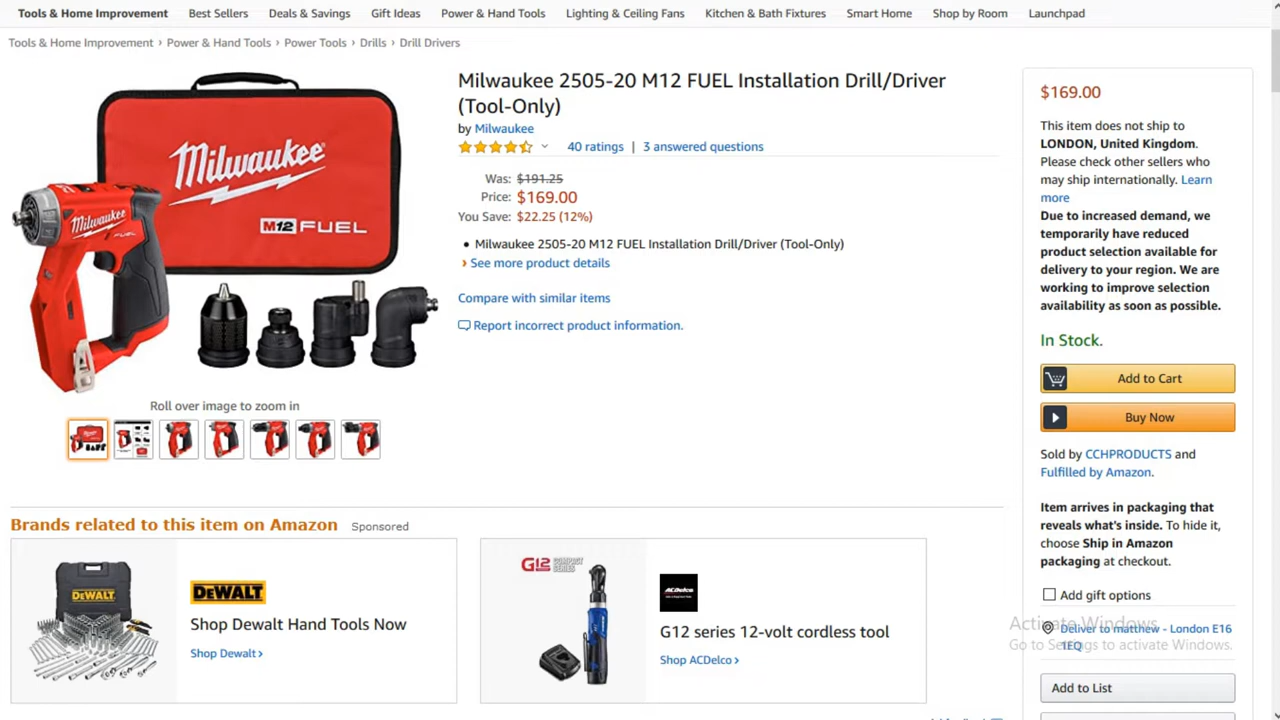 Tools & Home Improvement Best Sellers Deals & Savings Gift Ideas Power & Hand Tools Lighting & Ceiling Fans Kitchen & Bath Fixtures Smart Home Shop by Room Launchpad
Tools & Home Improvement › Power & Hand Tools › Power Tools › Drills › Drill Drivers
Milwaukee
M12 FUEL
Milwaukee
FUEL
Roll over image to zoom in
Milwaukee 2505-20 M12 FUEL Installation Drill/Driver
(Tool-Only)
by Milwaukee
40 ratings | 3 answered questions
Was: $191.25
Price: $169.00
You Save: $22.25 (12%)
• Milwaukee 2505-20 M12 FUEL Installation Drill/Driver (Tool-Only)
› See more product details
Compare with similar items
Report incorrect product information.
$169.00
This item does not ship to
LONDON, United Kingdom.
Please check other sellers who
may ship internationally. Learn
more
Due to increased demand, we
temporarily have reduced
product selection available for
delivery to your region. We are
working to improve selection
availability as soon as possible.
In Stock.
Add to Cart
Buy Now
Sold by CCHPRODUCTS and
Fulfilled by Amazon.
Item arrives in packaging that
reveals what's inside. To hide it,
choose Ship in Amazon
packaging at checkout.
Add gift options
Deliver to matthew - London E16
1EQ
Activate Windows
Go to Settings to activate Windows.
Add to List
Brands related to this item on Amazon Sponsored
DEWALT
DEWALT
Shop Dewalt Hand Tools Now
Shop Dewalt ›
G12 COMPACT
SERIES
ACDelco
G12 series 12-volt cordless tool
Shop ACDelco ›